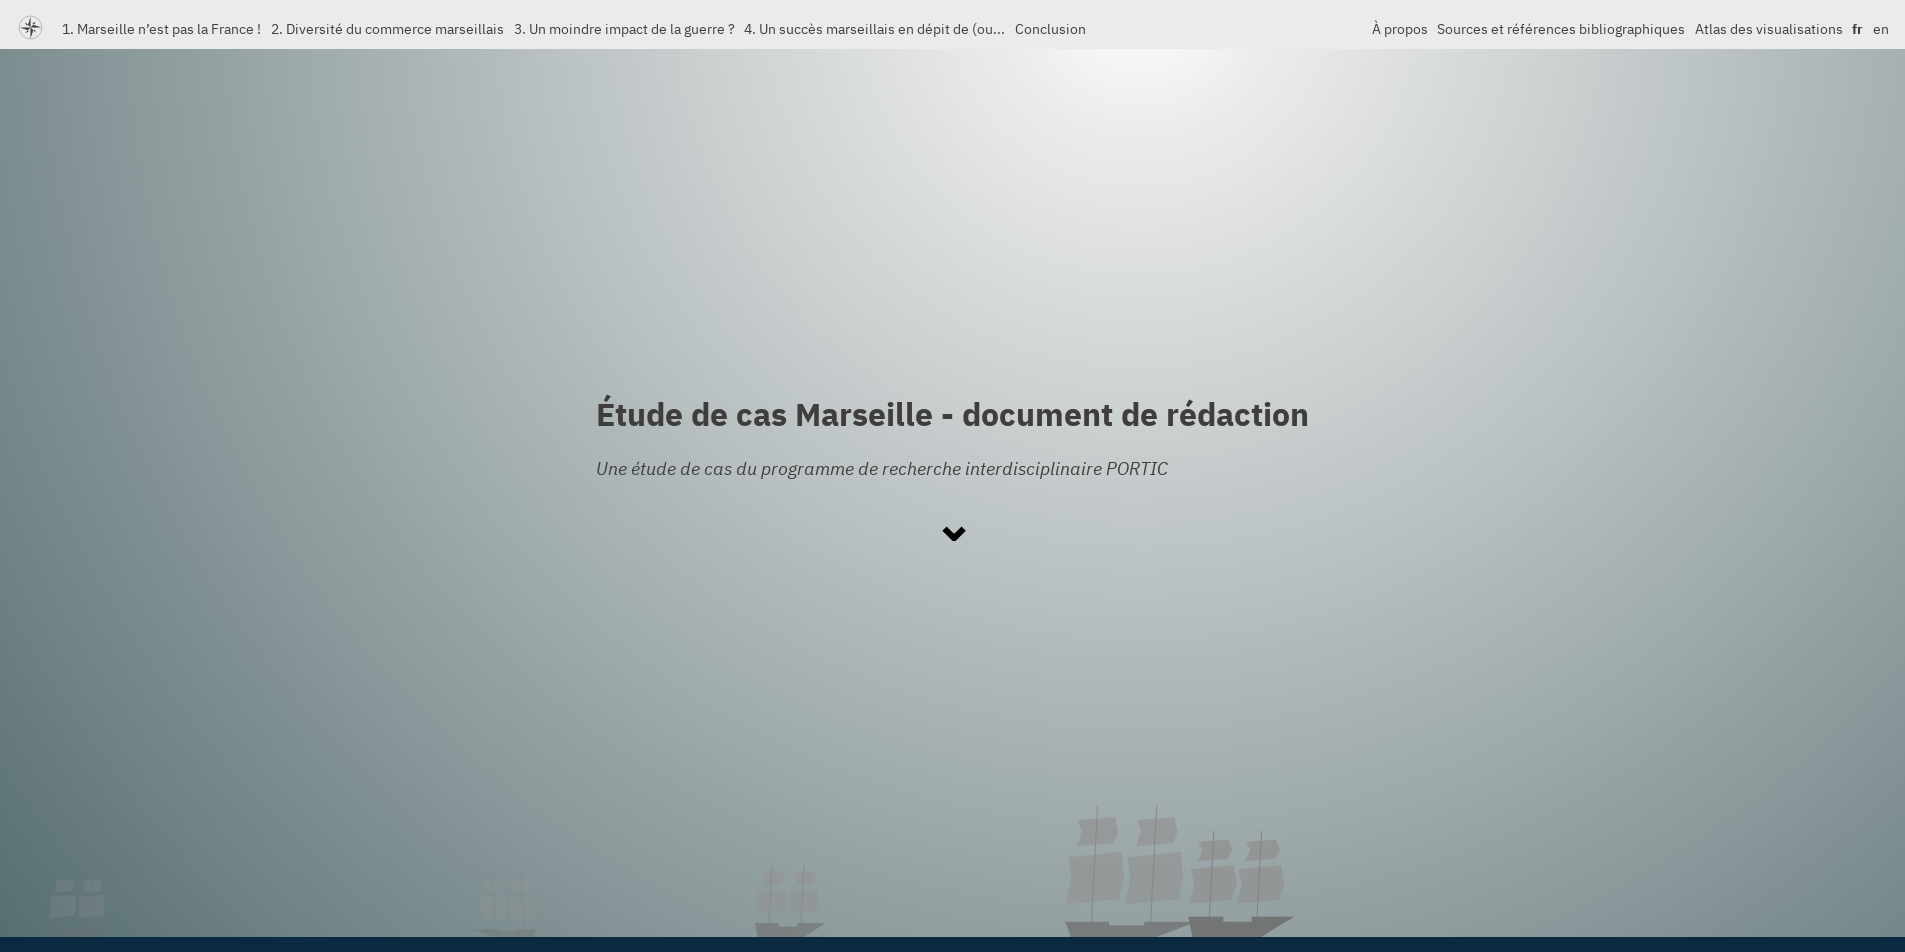 1. Marseille n’est pas la France ! 2. Diversité du commerce marseillais 3. Un moindre impact de la guerre ? 4. Un succès marseillais en dépit de (ou... Conclusion À propos Sources et références bibliographiques Atlas des visualisations fr en
Étude de cas Marseille - document de rédaction
Une étude de cas du programme de recherche interdisciplinaire PORTIC